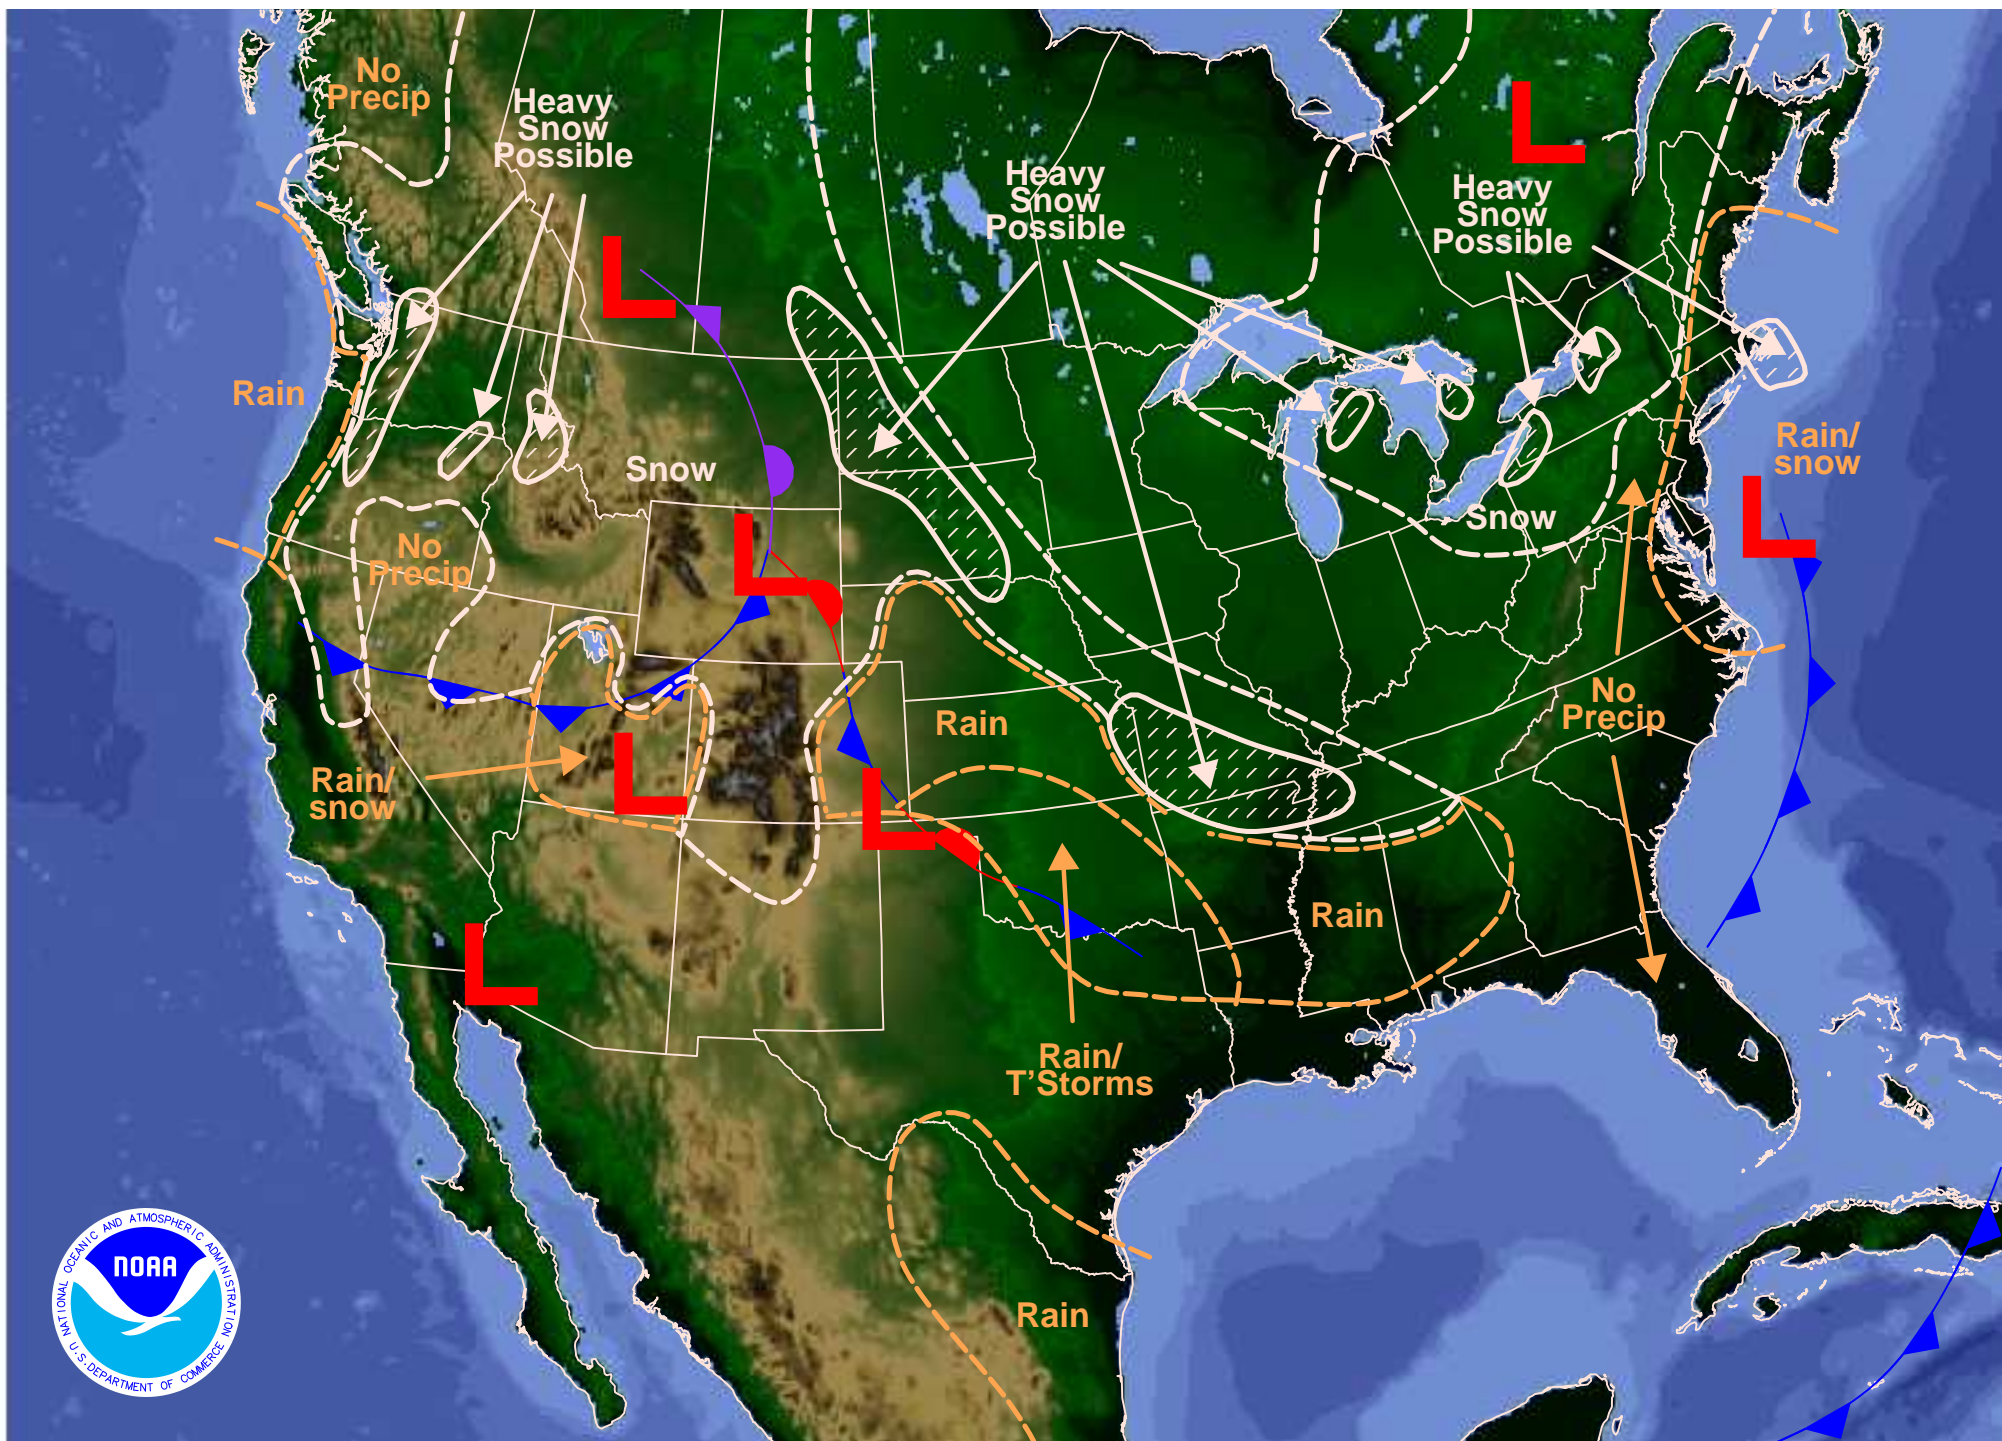 No
Precip
Heavy
Snow
Possible
Heavy
Snow
Possible
Heavy
Snow
Possible
L
L
Rain
Snow
Rain/
snow
L
Snow
No
Precip
L
Rain/
snow
L
Rain
L
No
Precip
Rain
L
Rain/
T'Storms
Rain
NATIONAL OCEANIC AND ATMOSPHERIC ADMINISTRATION
NOAA
U.S. DEPARTMENT OF COMMERCE